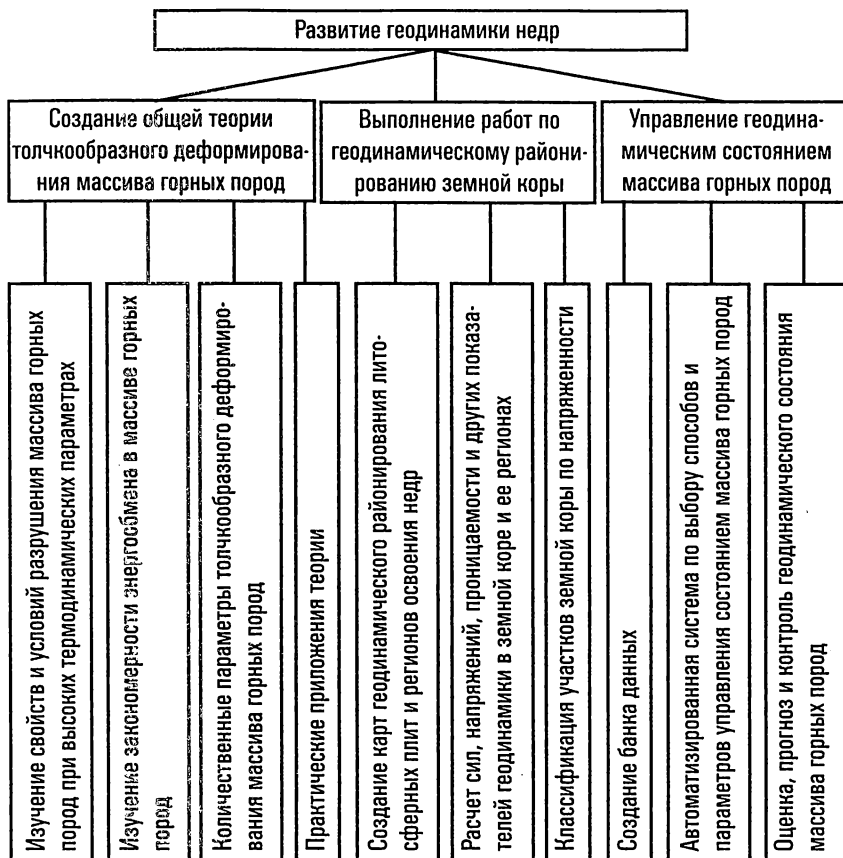 Развитие геодинамики недр
Создание общей теории
толчкообразного деформирова-
ния массива горных пород
Выполнение работ по
геодинамическому райони-
рованию земной коры
Управление геодина-
мическим состоянием
массива горных пород
Изучение свойств и условий разрушения массива горных
пород при высоких термодинамических параметрах
Изучение закономерности энергообмена в массиве горных
пород
Количественные параметры толчкообразного деформиро-
вания массива горных пород
Практические приложения теории
Создание карт геодинамического районирования лито-
сферных плит и регионов освоения недр
Расчет сил, напряжений, проницаемости и других показа-
телей геодинамики в земной коре и ее регионах
Классификация участков земной коры по напряженности
Создание банка данных
Автоматизированная система по выбору способов и
параметров управления состоянием массива горных пород
Оценка, прогноз и контроль геодинамического состояния
массива горных пород